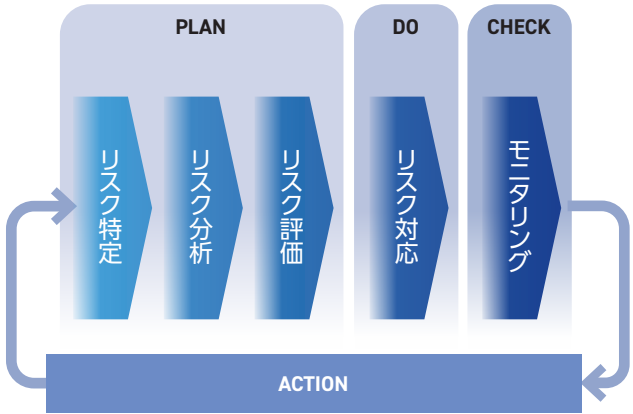 PLAN
DO
CHECK
リスク特定
リスク分析
リスク評価
リスク対応
モニタリング
ACTION